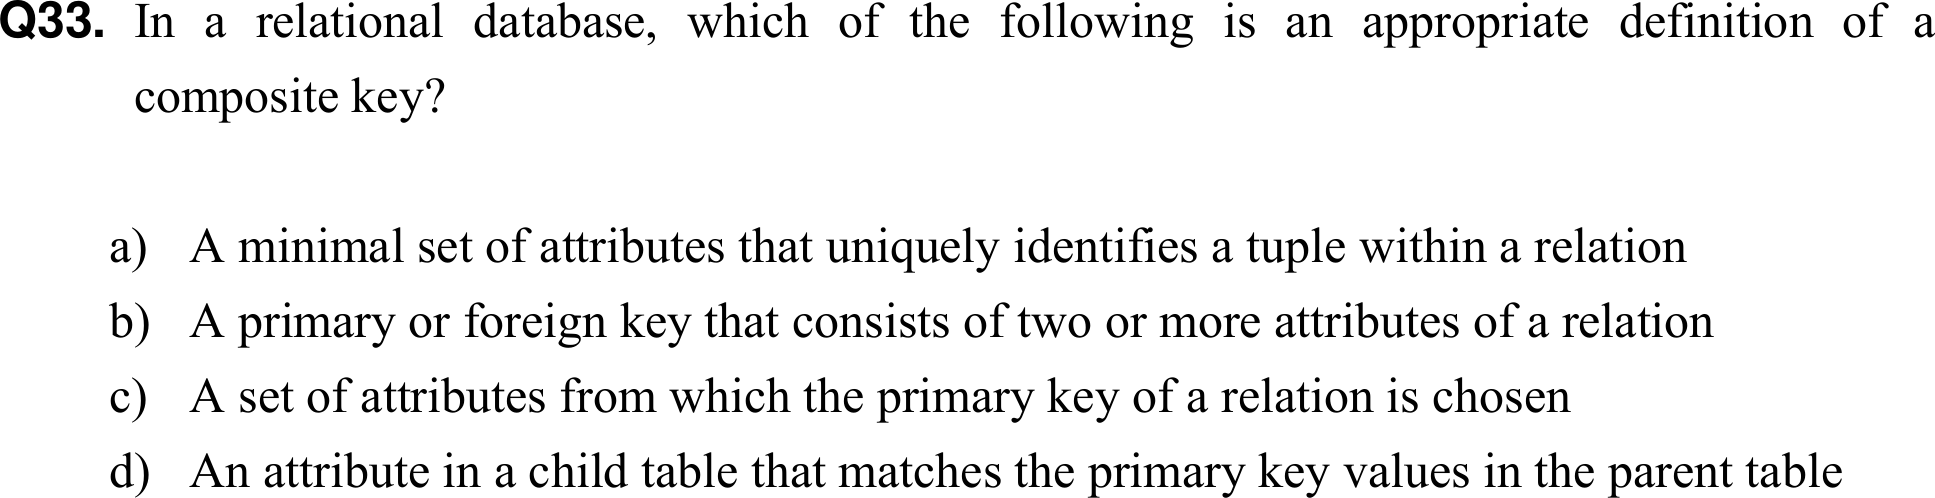 Q33. In a relational database, which of the following is an appropriate definition of a
composite key?
a) A minimal set of attributes that uniquely identifies a tuple within a relation
b) A primary or foreign key that consists of two or more attributes of a relation
c) A set of attributes from which the primary key of a relation is chosen
d) An attribute in a child table that matches the primary key values in the parent table